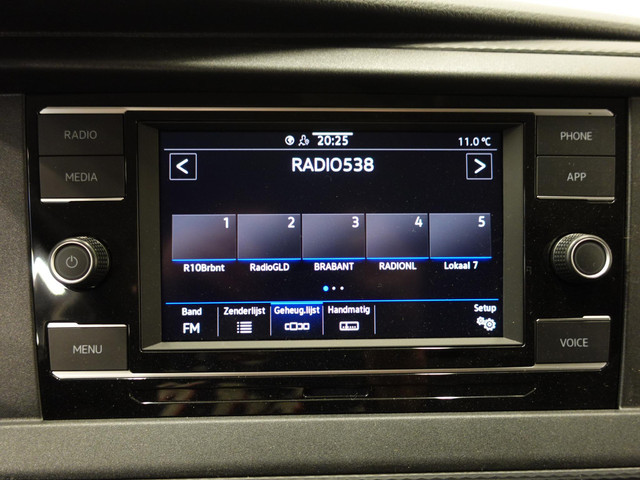 RADIO
MEDIA
MENU
PHONE
APP
VOICE
20:25
11.0 °C
< RADIO538 >
1 2 3 4 5
R10Brbnt RadioGLD BRABANT RADIONL Lokaal 7
Band Zenderlijst Geheug.lijst Handmatig Setup
FM